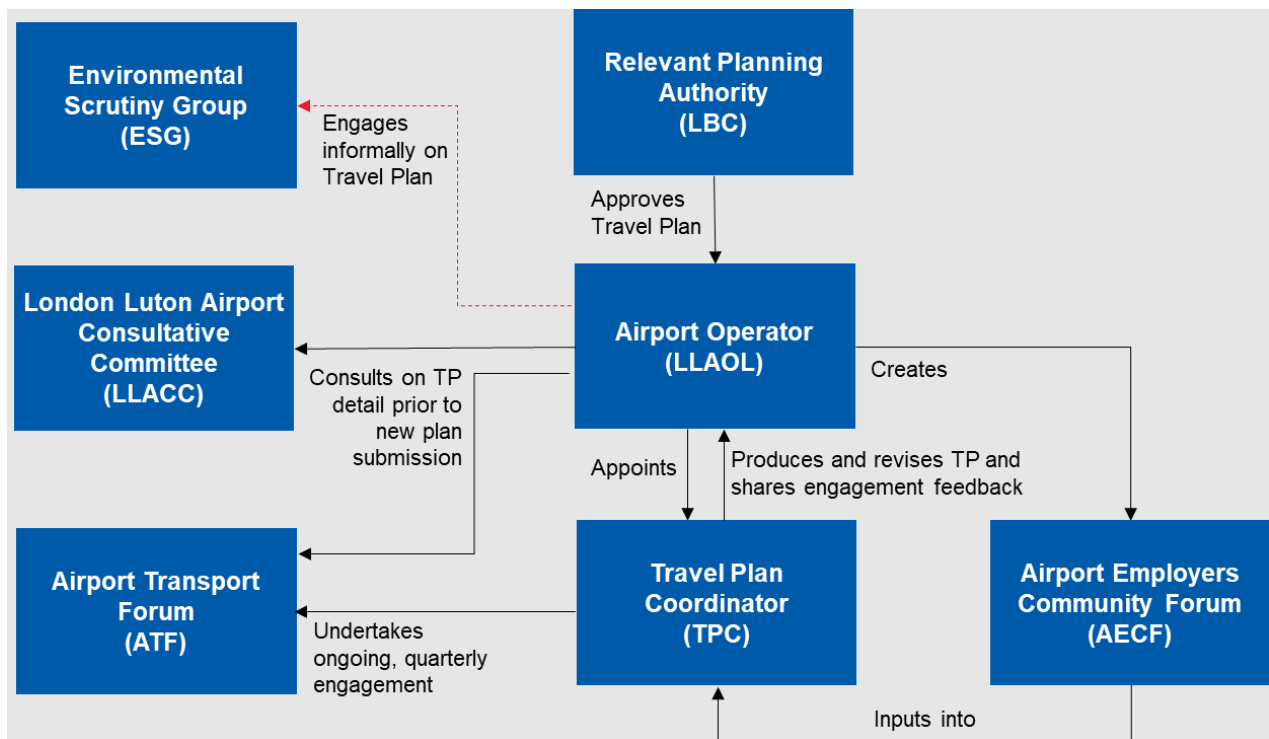 Environmental
Scrutiny Group
(ESG)
Relevant Planning
Authority
(LBC)
Engages
informally on
Travel Plan
Approves
Travel Plan
London Luton Airport
Consultative
Committee
(LLACC)
Airport Operator
(LLAOL)
Creates
Consults on TP
detail prior to
new plan
submission
Appoints
Produces and revises TP and
shares engagement feedback
Airport Transport
Forum
(ATF)
Travel Plan
Coordinator
(TPC)
Airport Employers
Community Forum
(AECF)
Undertakes
ongoing, quarterly
engagement
Inputs into